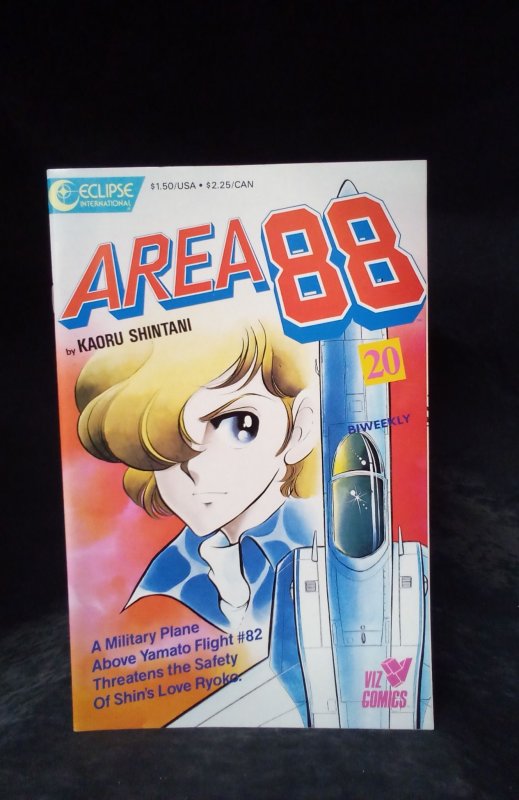 ECLIPSE
INTERNATIONAL
$1.50/USA • $2.25/CAN
AREA 88
by KAORU SHINTANI
20
BIWEEKLY
A Military Plane
Above Yamato Flight #82
Threatens the Safety
Of Shin's Love Ryoko.
VIZ
COMICS